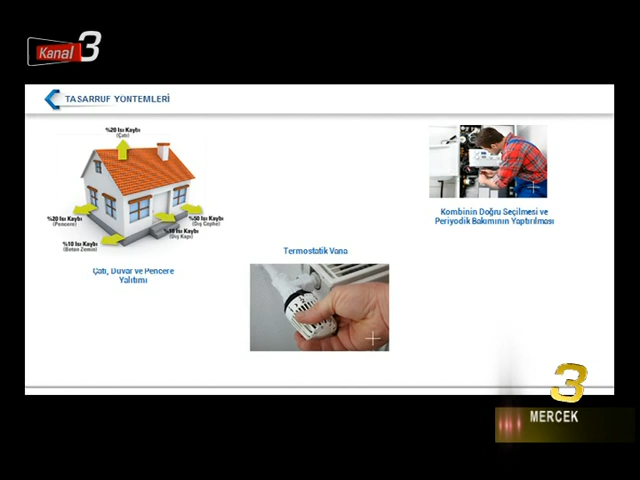 Kanal 3
TASARRUF YÖNTEMLERİ
%20 Isı Kaybı
(Çatı)
%20 Isı Kaybı
(Pencere)
%50 Isı Kaybı
(Dış Cephe)
%10 Isı Kaybı
(Dış Kapı)
%10 Isı Kaybı
(Beton Zemin)
Çatı, Duvar ve Pencere
Yalıtımı
Termostatik Vana
Kombinin Doğru Seçilmesi ve
Periyodik Bakımının Yaptırılması
3
MERCEK